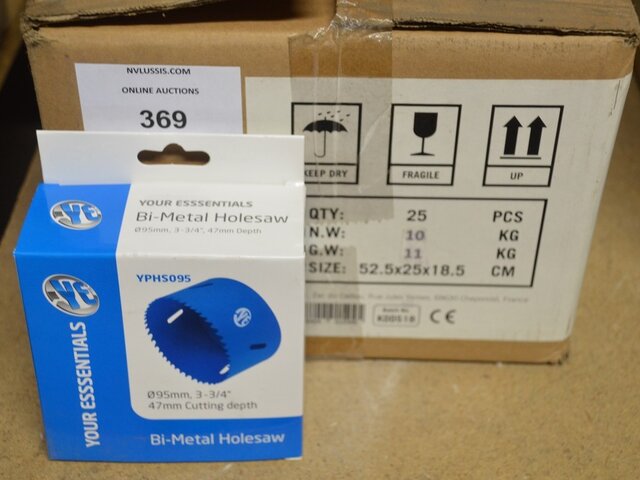 NVLUSSIS.COM
ONLINE AUCTIONS
369
KEEP DRY
FRAGILE
UP
QTY: 25 PCS
N.W: 10 KG
G.W: 11 KG
SIZE: 52.5x25x18.5 CM
CE
YE
YOUR ESSSENTIALS
Bi-Metal Holesaw
Ø95mm, 3-3/4", 47mm Depth
YPHS095
YE
YOUR ESSSENTIALS
Ø95mm, 3-3/4"
47mm Cutting depth
Bi-Metal Holesaw